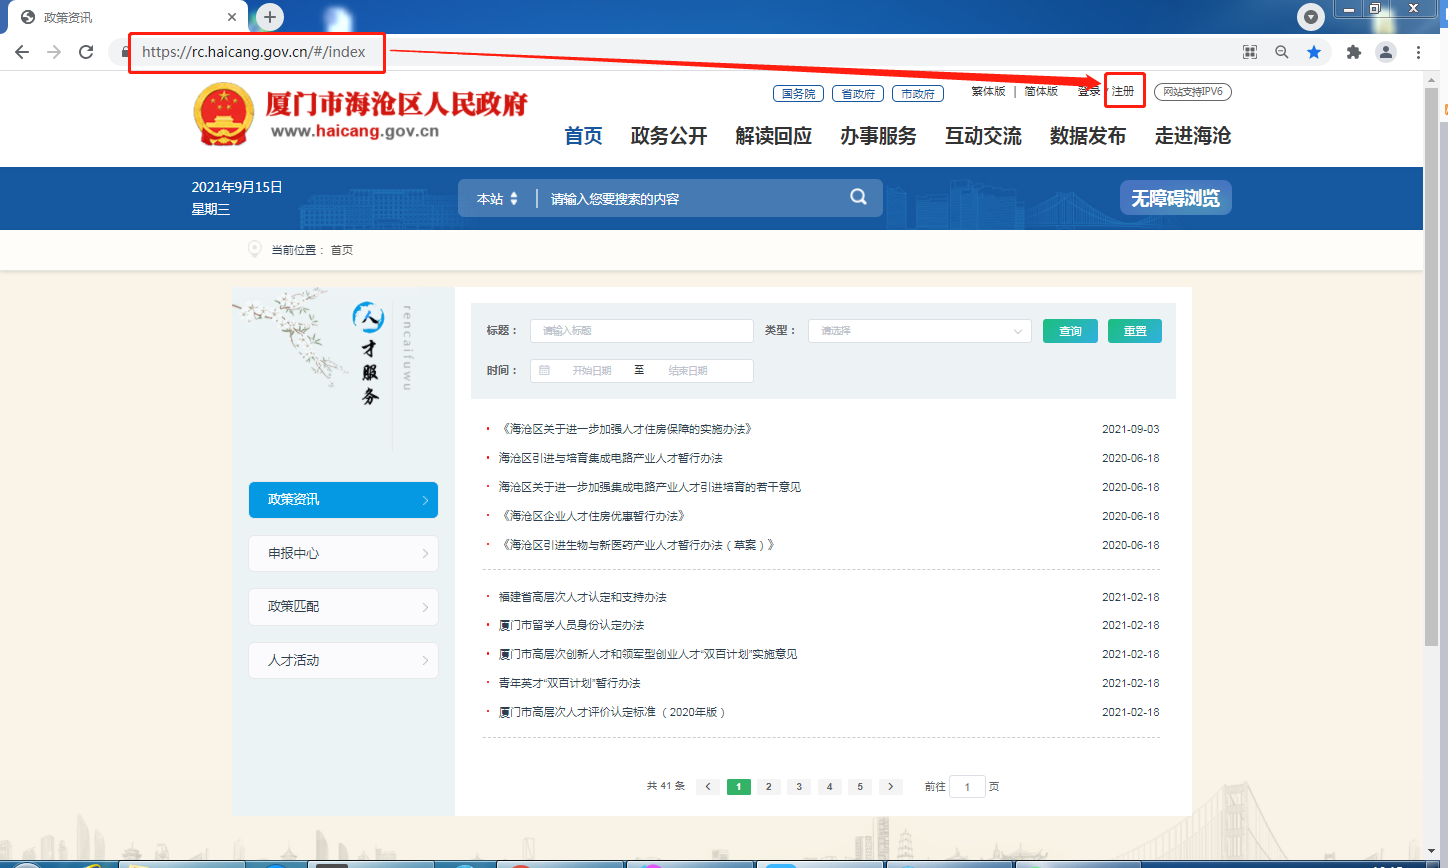 政策资讯
https://rc.haicang.gov.cn/#/index
厦门市海沧区人民政府
www.haicang.gov.cn
国务院 省政府 市政府 繁体版 | 简体版 登录 注册 网站支持IPV6
首页 政务公开 解读回应 办事服务 互动交流 数据发布 走进海沧
2021年9月15日
星期三
本站 请输入您要搜索的内容
无障碍浏览
当前位置： 首页
人才服务
rencaifuwu
政策资讯
申报中心
政策匹配
人才活动
标题： 请输入标题 类型： 请选择 查询 重置
时间： 开始日期 至 结束日期
《海沧区关于进一步加强人才住房保障的实施办法》 2021-09-03
海沧区引进与培育集成电路产业人才暂行办法 2020-06-18
海沧区关于进一步加强集成电路产业人才引进培育的若干意见 2020-06-18
《海沧区企业人才住房优惠暂行办法》 2020-06-18
《海沧区引进生物与新医药产业人才暂行办法（草案）》 2020-06-18
福建省高层次人才认定和支持办法 2021-02-18
厦门市留学人员身份认定办法 2021-02-18
厦门市高层次创新人才和领军型创业人才“双百计划”实施意见 2021-02-18
青年英才“双百计划”暂行办法 2021-02-18
厦门市高层次人才评价认定标准（2020年版） 2021-02-18
共 41 条 < 1 2 3 4 5 > 前往 1 页